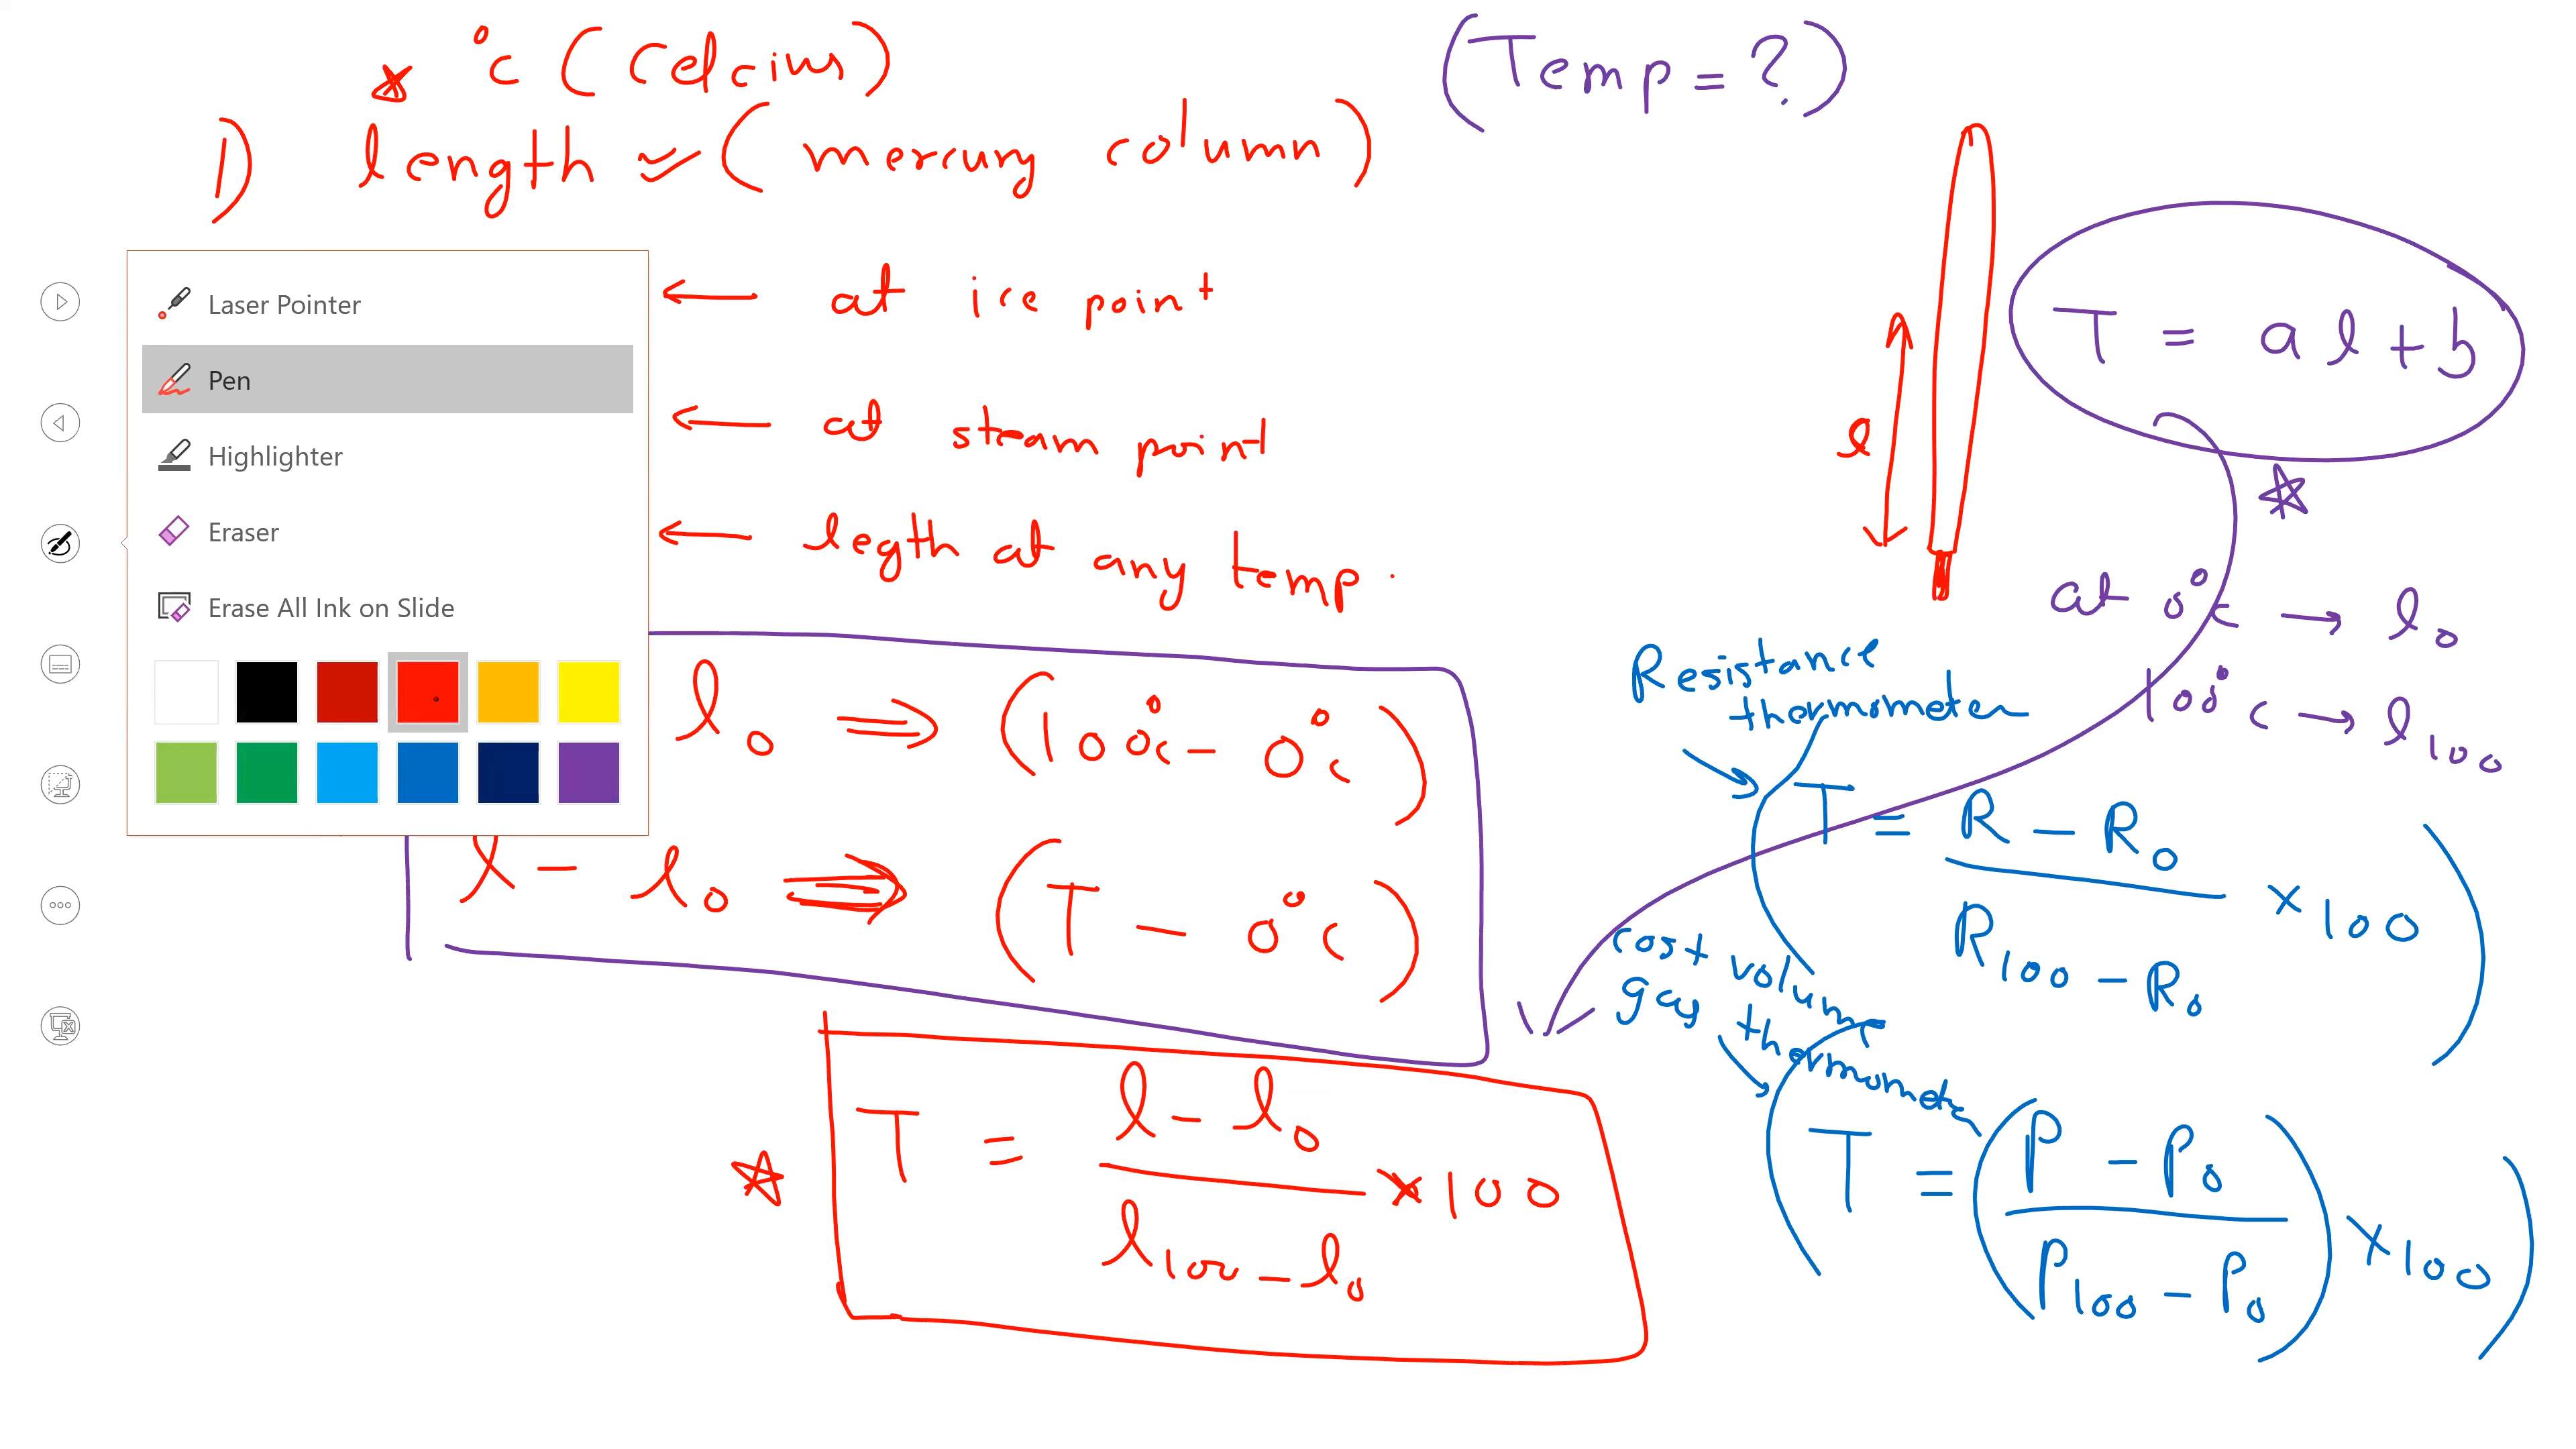 °C (Celcius)
(Temp = ?)
1) length (mercury column)
Laser Pointer
Pen
Highlighter
Eraser
Erase All Ink on Slide
← at ice point
← at steam point
← legth at any temp.
l
T = al + b
at 0°C → l₀
100°C → l₁₀₀
l₀ ⇒ (100°C - 0°C)
l - l₀ ⇒ (T - 0°C)
T = (l - l₀)/(l₁₀₀ - l₀) × 100
Resistance
thermometer
T = (R - R₀)/(R₁₀₀ - R₀) × 100
cost volume
gas thermometer
T = (P - P₀)/(P₁₀₀ - P₀) × 100